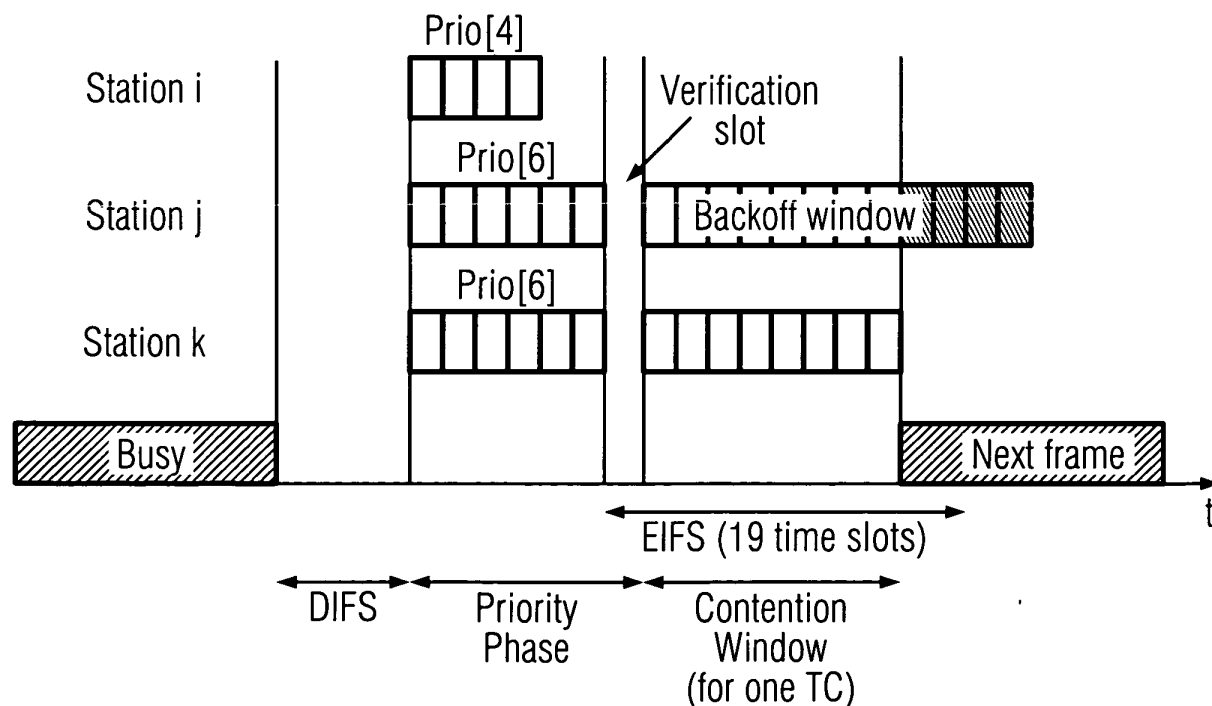 Prio[4]
Station i
Verification
slot
Prio[6]
Station j
Backoff window
Prio[6]
Station k
Busy
Next frame
t
EIFS (19 time slots)
DIFS
Priority
Phase
Contention
Window
(for one TC)